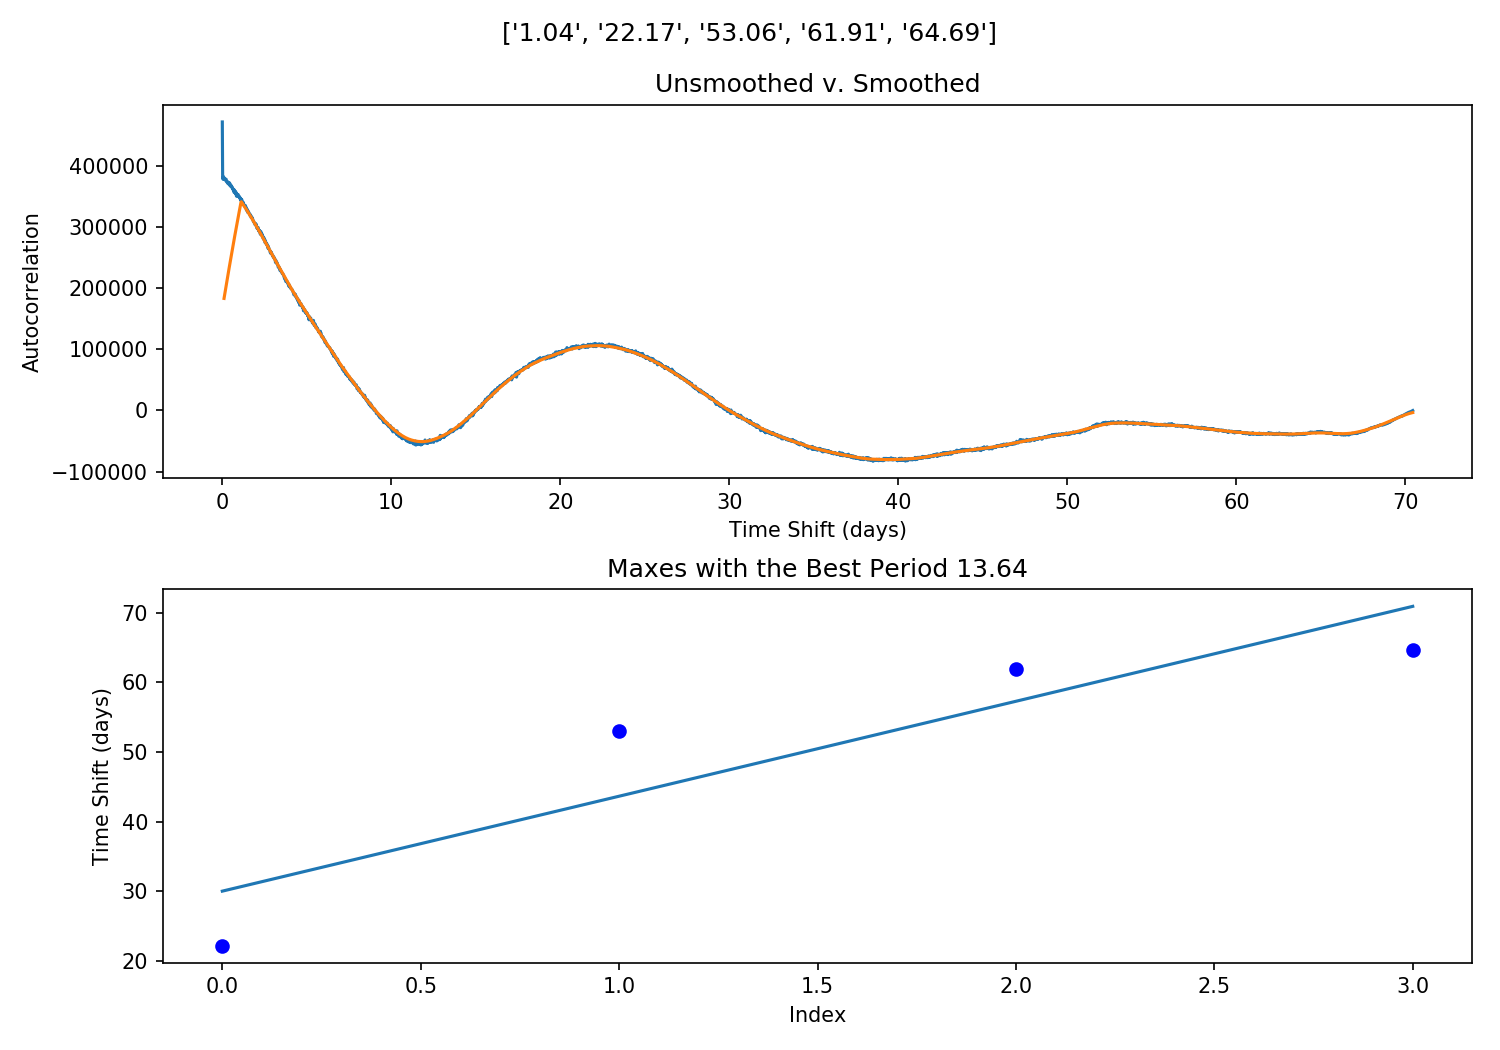 ['1.04', '22.17', '53.06', '61.91', '64.69']
Unsmoothed v. Smoothed
Autocorrelation
400000
300000
200000
100000
0
−100000
0 10 20 30 40 50 60 70
Time Shift (days)
Maxes with the Best Period 13.64
Time Shift (days)
70
60
50
40
30
20
0.0 0.5 1.0 1.5 2.0 2.5 3.0
Index